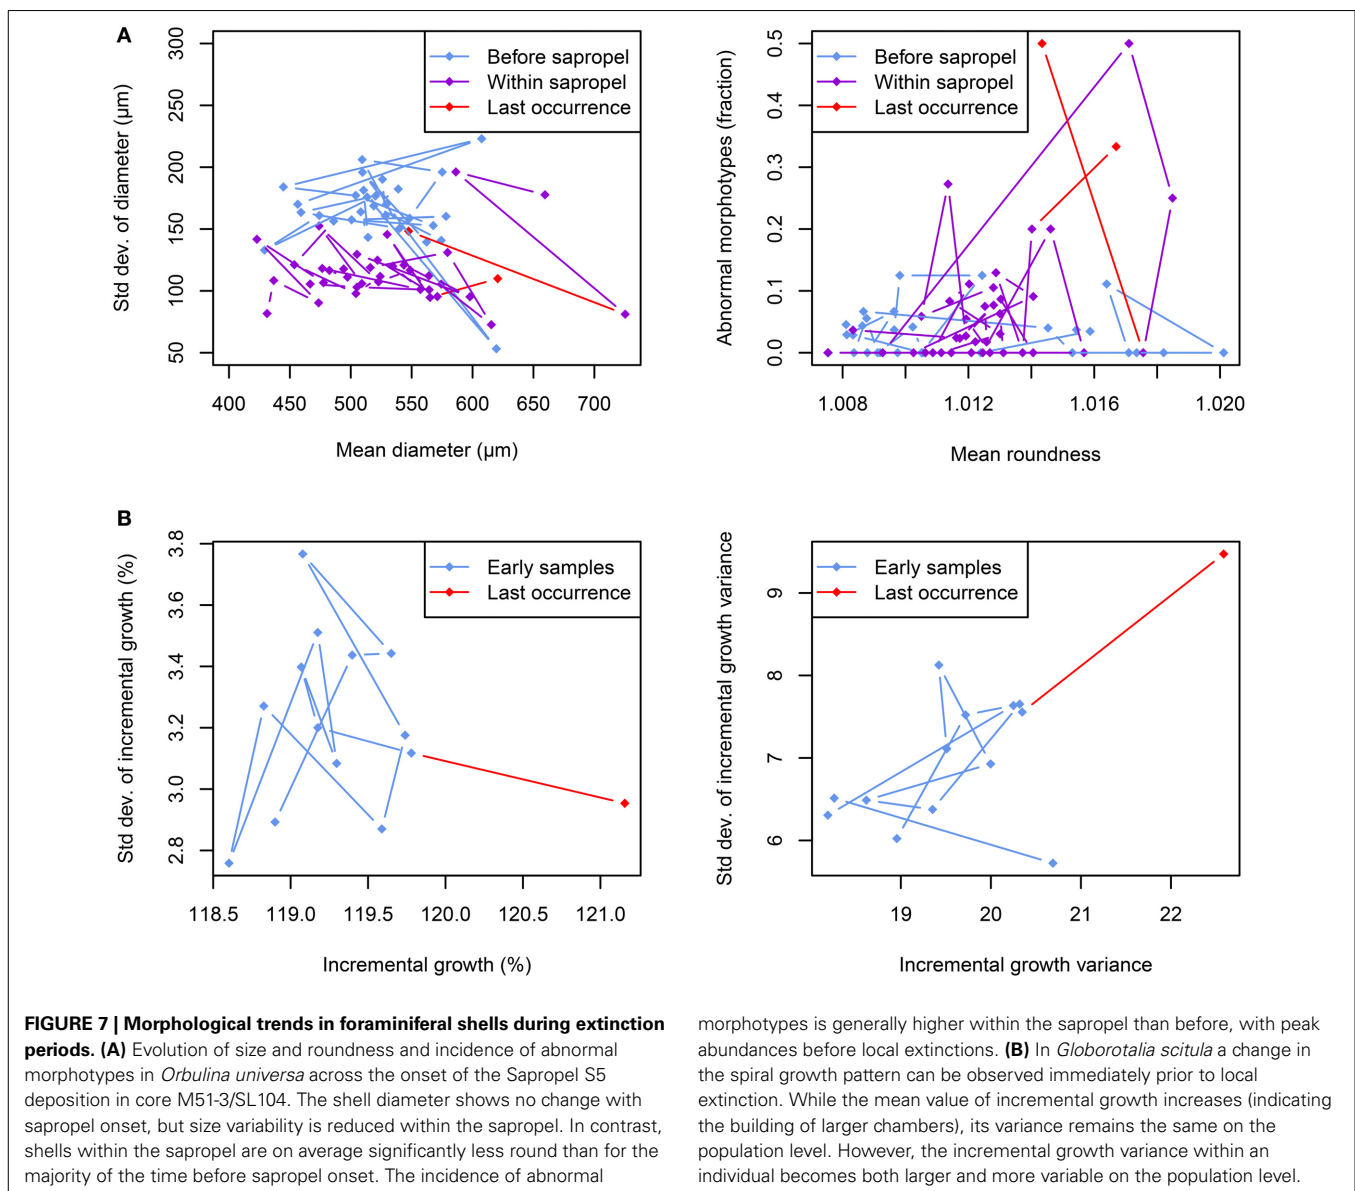 A
Std dev. of diameter (µm)
300
250
200
150
100
50
Before sapropel
Within sapropel
Last occurrence
400 450 500 550 600 650 700
Mean diameter (µm)
Abnormal morphotypes (fraction)
0.5
0.4
0.3
0.2
0.1
0.0
Before sapropel
Within sapropel
Last occurrence
1.008 1.012 1.016 1.020
Mean roundness
B
Std dev. of incremental growth (%)
3.8
3.6
3.4
3.2
3.0
2.8
Early samples
Last occurrence
118.5 119.0 119.5 120.0 120.5 121.0
Incremental growth (%)
Std dev. of incremental growth variance
9
8
7
6
Early samples
Last occurrence
19 20 21 22
Incremental growth variance
FIGURE 7 | Morphological trends in foraminiferal shells during extinction
periods. (A) Evolution of size and roundness and incidence of abnormal
morphotypes in Orbulina universa across the onset of the Sapropel S5
deposition in core M51-3/SL104. The shell diameter shows no change with
sapropel onset, but size variability is reduced within the sapropel. In contrast,
shells within the sapropel are on average significantly less round than for the
majority of the time before sapropel onset. The incidence of abnormal
morphotypes is generally higher within the sapropel than before, with peak
abundances before local extinctions. (B) In Globorotalia scitula a change in
the spiral growth pattern can be observed immediately prior to local
extinction. While the mean value of incremental growth increases (indicating
the building of larger chambers), its variance remains the same on the
population level. However, the incremental growth variance within an
individual becomes both larger and more variable on the population level.